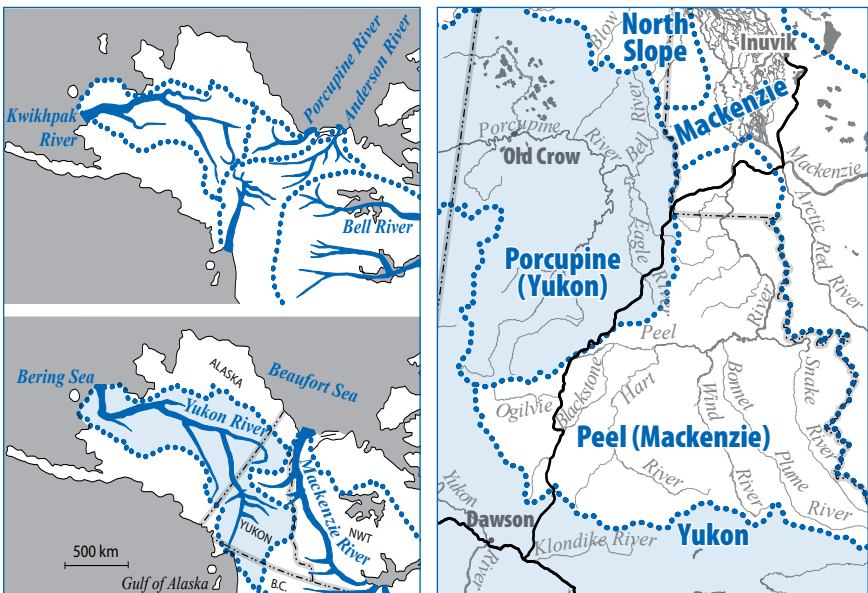 Kwikhpak
River
Porcupine River
Anderson River
Bell River
Bering Sea
ALASKA
Beaufort Sea
Yukon River
Mackenzie River
YUKON
NWT
B.C.
500 km
Gulf of Alaska
North
Slope
Blow
Inuvik
Mackenzie
Porcupine
River
Bell River
Old Crow
Mackenzie
Arctic Red River
Eagle
River
Porcupine
(Yukon)
Peel
River
Ogilvie
Blackstone
Hart
River
Wind
River
Bonnet
Plume
River
Snake
River
Peel (Mackenzie)
Yukon
River
Dawson
Klondike River
Yukon